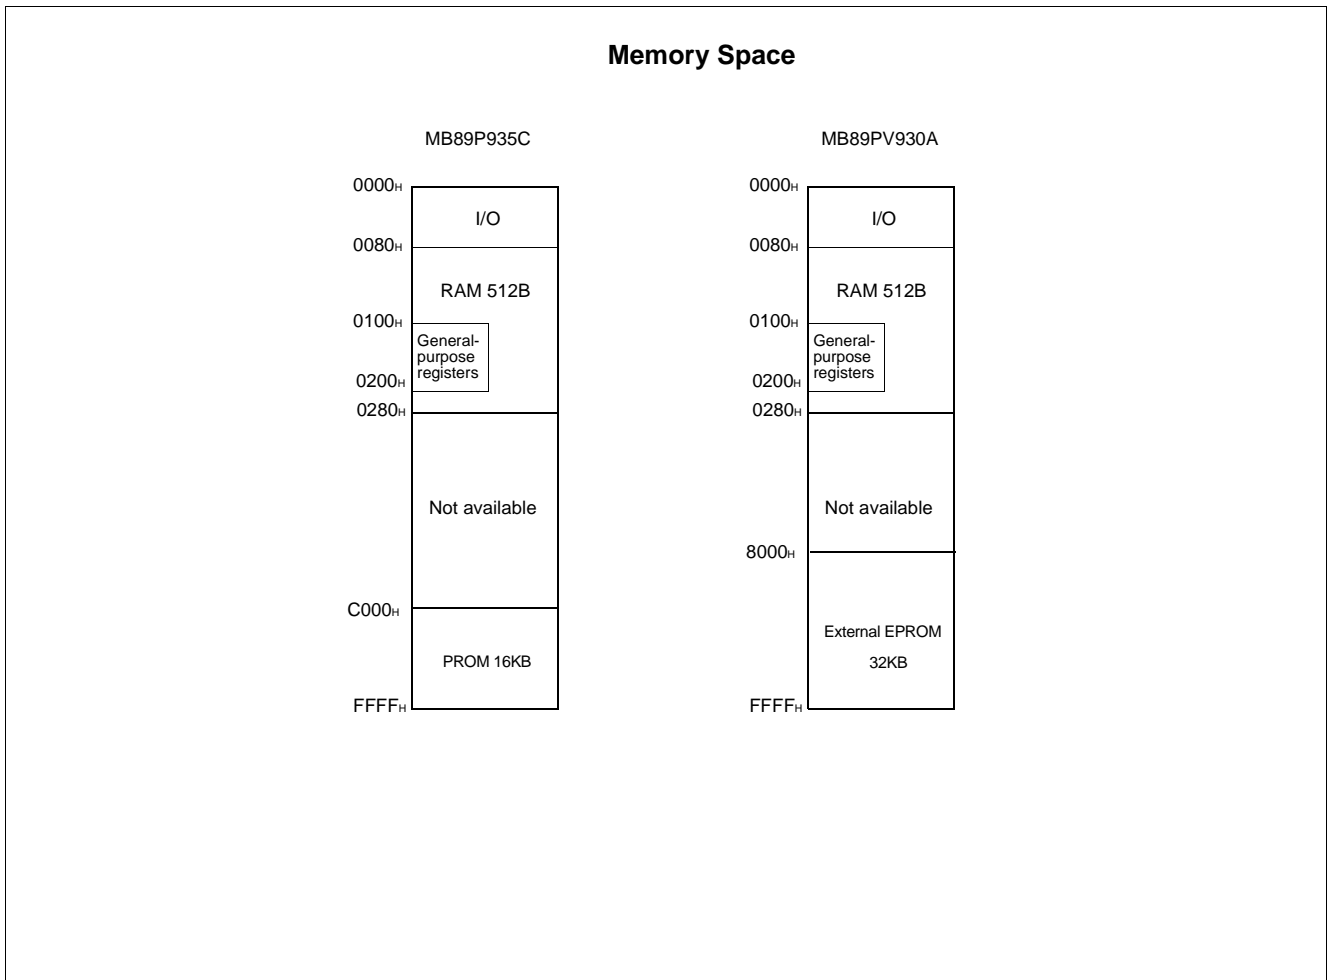 Memory Space
MB89P935C
0000H
I/O
0080H
RAM 512B
0100H
General-
purpose
registers
0200H
0280H
Not available
C000H
PROM 16KB
FFFFH
MB89PV930A
0000H
I/O
0080H
RAM 512B
0100H
General-
purpose
registers
0200H
0280H
Not available
8000H
External EPROM
32KB
FFFFH